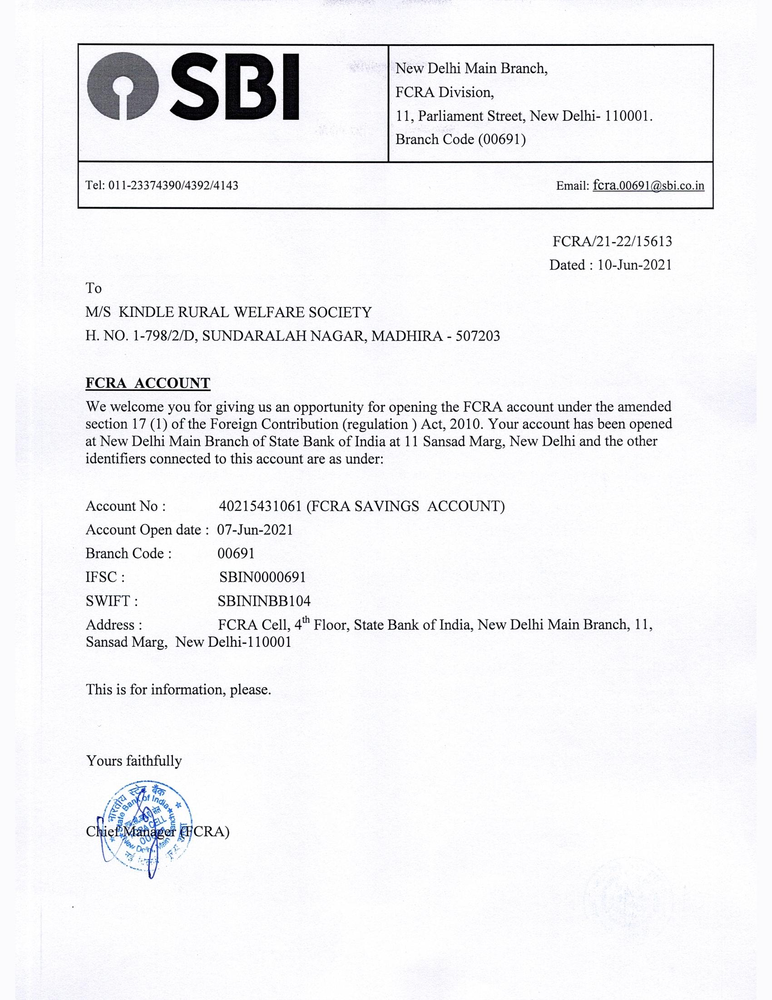 SBI
New Delhi Main Branch,
FCRA Division,
11, Parliament Street, New Delhi- 110001.
Branch Code (00691)
Tel: 011-23374390/4392/4143
Email: fcra.00691@sbi.co.in
FCRA/21-22/15613
Dated : 10-Jun-2021
To
M/S KINDLE RURAL WELFARE SOCIETY
H. NO. 1-798/2/D, SUNDARALAH NAGAR, MADHIRA - 507203
FCRA ACCOUNT
We welcome you for giving us an opportunity for opening the FCRA account under the amended
section 17 (1) of the Foreign Contribution (regulation ) Act, 2010. Your account has been opened
at New Delhi Main Branch of State Bank of India at 11 Sansad Marg, New Delhi and the other
identifiers connected to this account are as under:
Account No : 40215431061 (FCRA SAVINGS ACCOUNT)
Account Open date : 07-Jun-2021
Branch Code : 00691
IFSC : SBIN0000691
SWIFT : SBININBB104
Address : FCRA Cell, 4th Floor, State Bank of India, New Delhi Main Branch, 11,
Sansad Marg, New Delhi-110001
This is for information, please.
Yours faithfully
भारतीय स्टेट बैंक
State Bank of India
FCRA CELL
New Delhi, Main Branch
Chief Manager (FCRA)